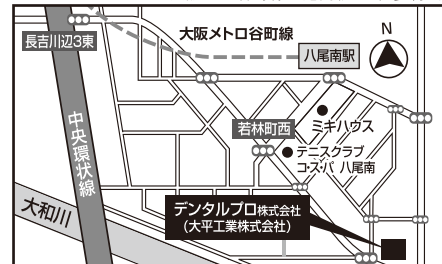 長吉川辺3東
大阪メトロ谷町線
八尾南駅
N
中央環状線
若林町西
ミキハウス
テニスクラブ
コ・ス・パ 八尾南
大和川
デンタルプロ株式会社
(大平工業株式会社)